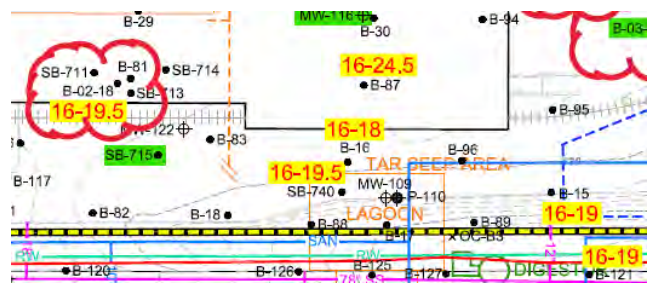 B-29
MW-116
B-30
B-94
B-03-
SB-711
B-81
SB-714
16-24.5
B-02-18
B-87
SB-713
16-19.5
B-95
16-18
B-83
SB-715
B-16
B-96
16-19.5
TAR SEEP AREA
B-117
SB-740
MW-109
P-110
B-15
B-82
B-18
LAGOON
16-19
B-88
B-89
SAN
OC-B3
RW
RW
16-19
B-120
B-126
B-125
B-127
DIGEST
B-121